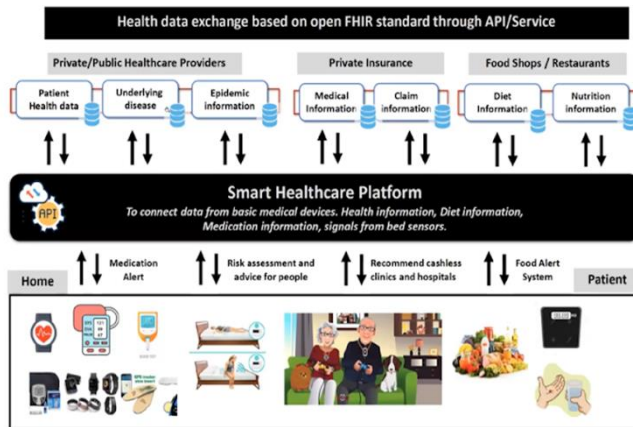 Health data exchange based on open FHIR standard through API/Service
Private/Public Healthcare Providers
Private Insurance
Food Shops / Restaurants
Patient
Health data
Underlying
disease
Epidemic
information
Medical
Information
Claim
information
Diet
Information
Nutrition
information
API
Smart Healthcare Platform
To connect data from basic medical devices. Health information, Diet information,
Medication information, signals from bed sensors.
Home
Medication
Alert
Risk assessment and
advice for people
Recommend cashless
clinics and hospitals
Food Alert
System
Patient